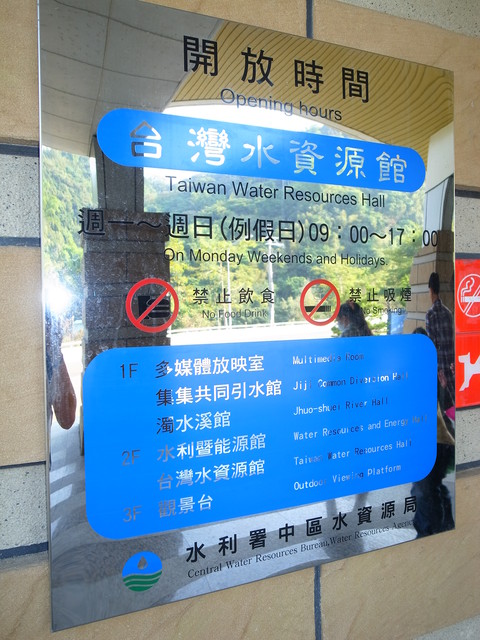 開放時間
Opening hours
台灣水資源館
Taiwan Water Resources Hall
週一～週日(例假日)09：00～17：00
On Monday Weekends and Holidays.
禁止飲食 禁止吸煙
No Food Drink No Smoking
1F 多媒體放映室 Multimedia Room
集集共同引水館 Jiji Common Diversion Hall
濁水溪館 Jhuo-shuei River Hall
2F 水利暨能源館 Water Resources and Energy Hall
台灣水資源館 Taiwan Water Resources Hall
3F 觀景台 Outdoor Viewing Platform
水利署中區水資源局
Central Water Resources Bureau,Water Resources Agency